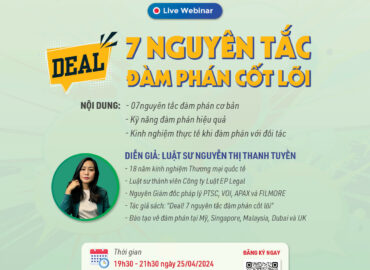 Live Webinar
DEAL
7 NGUYÊN TẮC
ĐÀM PHÁN CỐT LÕI
NỘI DUNG:
- 07nguyên tắc đàm phán cơ bản
- Kỹ năng đàm phán hiệu quả
- Kinh nghiệm thực tế khi đàm phán với đối tác
DIỄN GIẢ: LUẬT SƯ NGUYỄN THỊ THANH TUYỀN
- 18 năm kinh nghiệm Thương mại quốc tế
- Luật sư thành viên Công ty Luật EP Legal
- Nguyên Giám đốc pháp lý PTSC, VOI, APAX và FILMORE
- Tác giả sách: "Deal! 7 nguyên tắc đàm phán cốt lõi"
- Đào tạo về đàm phán tại Mỹ, Singapore, Malaysia, Dubai và UK
Thời gian
19h30 - 21h30 ngày 25/04/2024
ĐĂNG KÝ NGAY